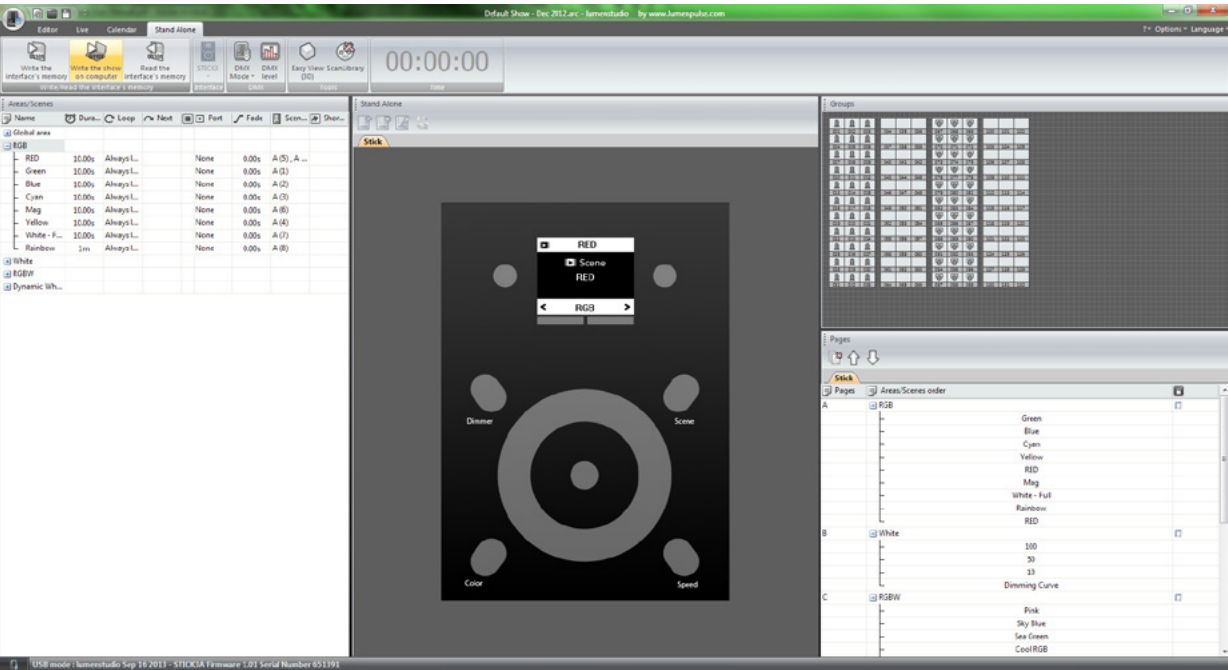 Default Show - Dec 2012.arc - lumenstudio by www.lumenpulse.com
Editor Live Calendar Stand Alone
Options Language
Write the interface's memory
Write the show on computer
Read the interface's memory
STICK3
DMX Mode
DMX level
Easy View (3D)
ScanLibrary
00:00:00
Write/Read the interface's memory Interface DMX Tools Time
Areas/Scenes
Name Dura... Loop Next Port Fade Scen... Shor...
Global area
RGB
RED 10.00s Always l... None 0.00s A (5) , A ...
Green 10.00s Always l... None 0.00s A (1)
Blue 10.00s Always l... None 0.00s A (2)
Cyan 10.00s Always l... None 0.00s A (3)
Mag 10.00s Always l... None 0.00s A (6)
Yellow 10.00s Always l... None 0.00s A (4)
White - F... 10.00s Always l... None 0.00s A (7)
Rainbow 1m Always l... None 0.00s A (8)
White
RGBW
Dynamic Wh...
Stand Alone
Stick
RED
Scene
RED
< RGB >
Dimmer
Scene
Color
Speed
Groups
Pages
Stick
Pages Areas/Scenes order
A RGB
Green
Blue
Cyan
Yellow
RED
Mag
White - Full
Rainbow
RED
B White
100
50
10
Dimming Curve
C RGBW
Pink
Sky Blue
Sea Green
Cool RGB
USB mode : lumenstudio Sep 16 2013 - STICK3A Firmware 1.01 Serial Number 651391